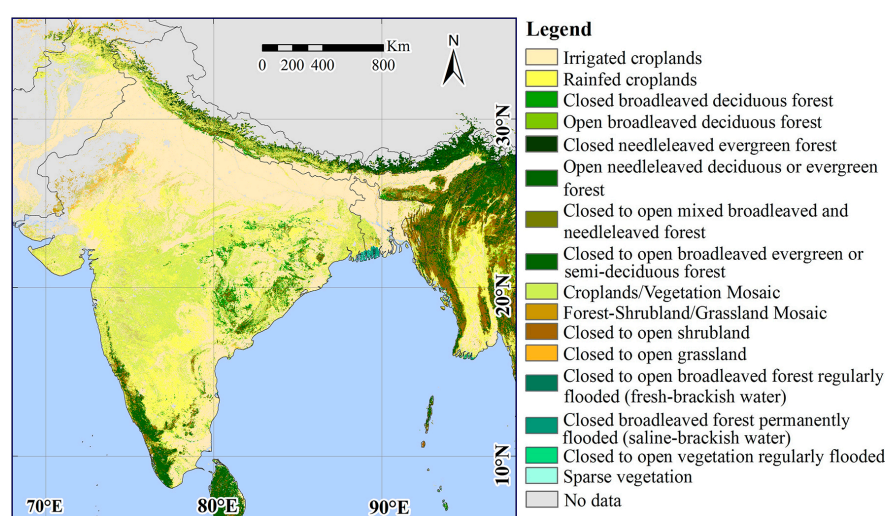 Legend
Km
N
0 200 400 800
Irrigated croplands
Rainfed croplands
Closed broadleaved deciduous forest
Open broadleaved deciduous forest
Closed needleleaved evergreen forest
Open needleleaved deciduous or evergreen
forest
Closed to open mixed broadleaved and
needleleaved forest
Closed to open broadleaved evergreen or
semi-deciduous forest
Croplands/Vegetation Mosaic
Forest-Shrubland/Grassland Mosaic
Closed to open shrubland
Closed to open grassland
Closed to open broadleaved forest regularly
flooded (fresh-brackish water)
Closed broadleaved forest permanently
flooded (saline-brackish water)
Closed to open vegetation regularly flooded
Sparse vegetation
No data
30°N
20°N
10°N
70°E
80°E
90°E